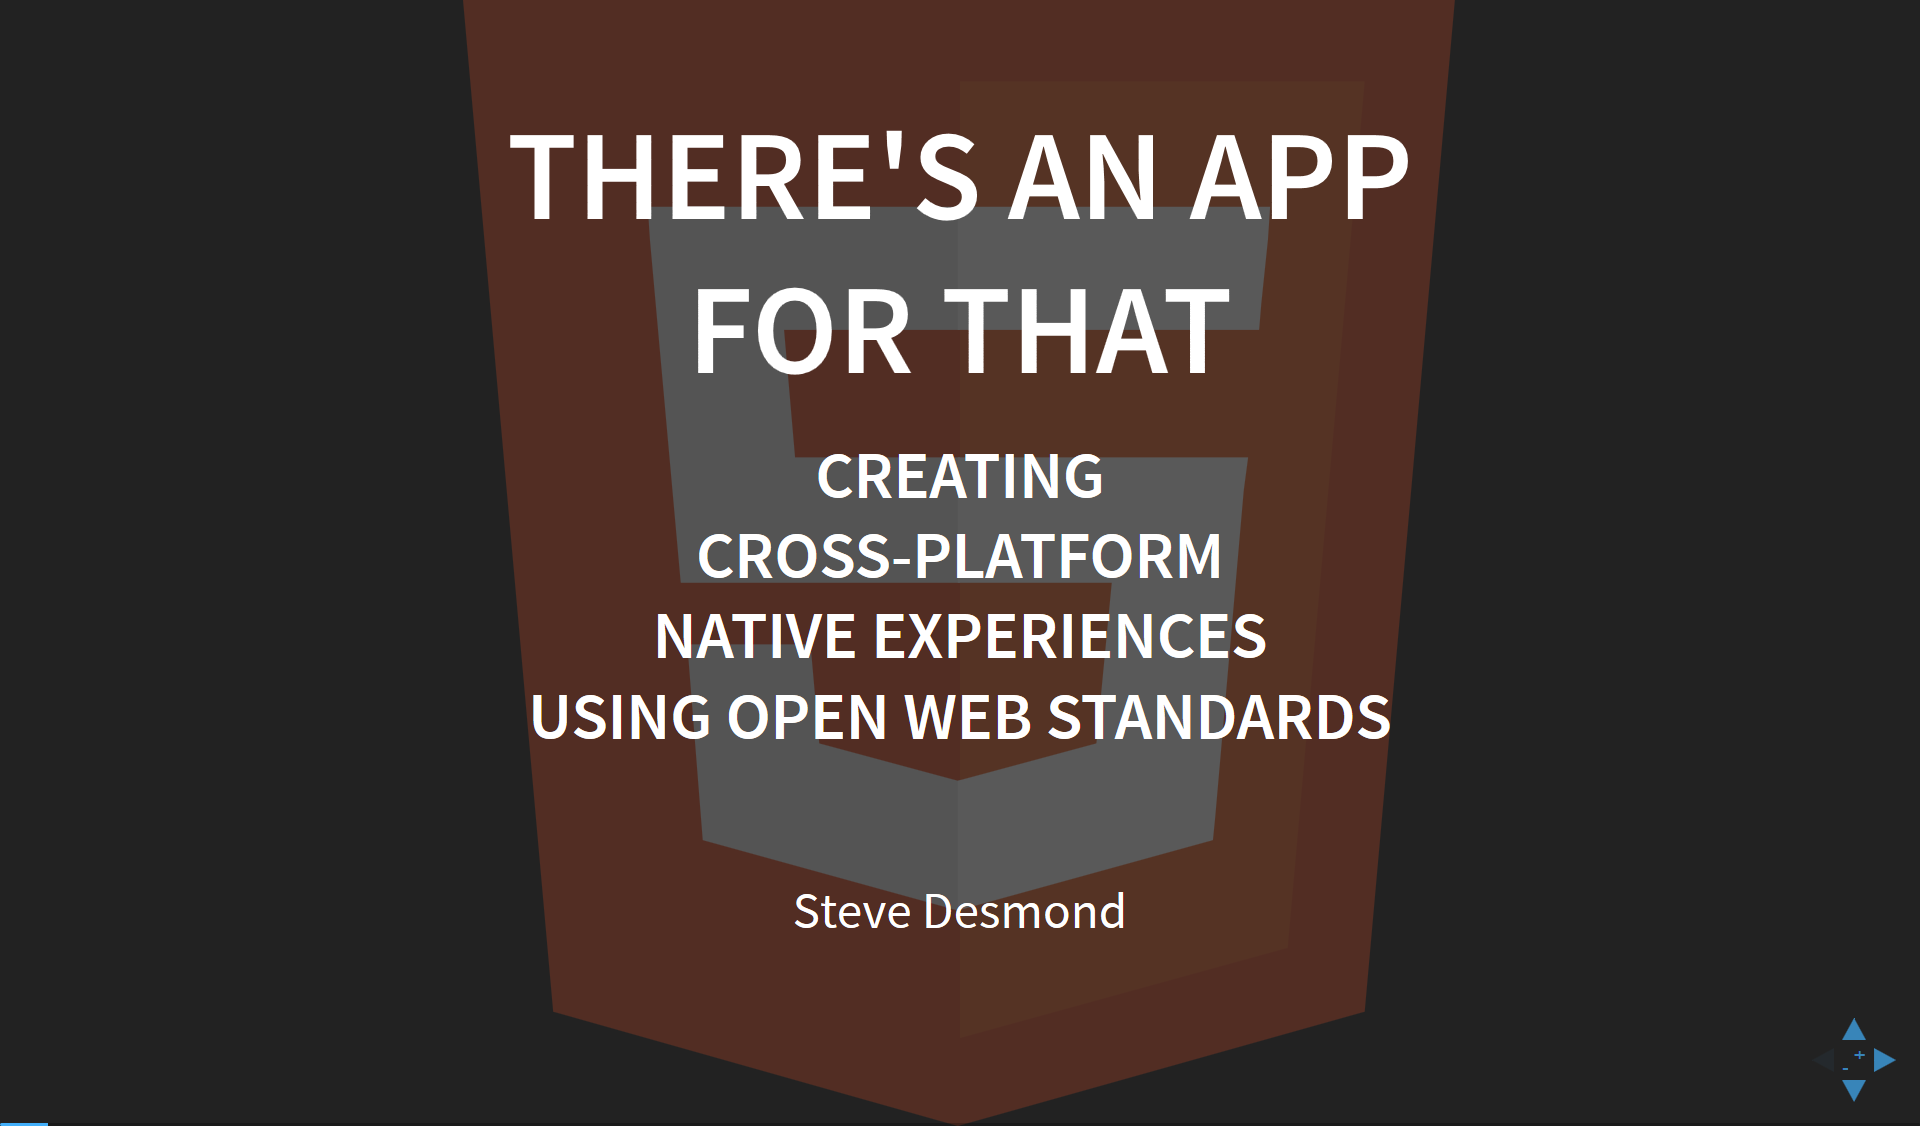 THERE'S AN APP
FOR THAT
CREATING
CROSS-PLATFORM
NATIVE EXPERIENCES
USING OPEN WEB STANDARDS
Steve Desmond
+
-